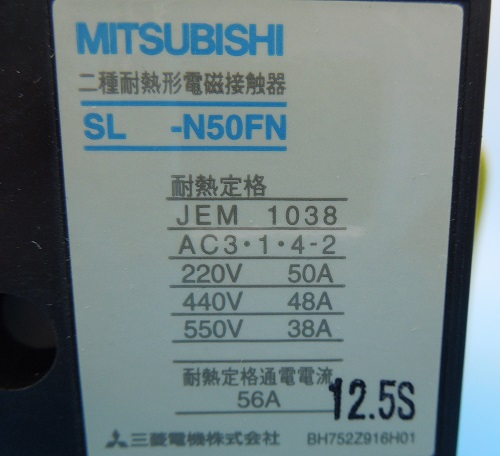 MITSUBISHI
二種耐熱形電磁接触器
SL -N50FN
耐熱定格
JEM 1038
AC3・1・4-2
220V 50A
440V 48A
550V 38A
耐熱定格通電電流
56A
12.5S
三菱電機株式会社 BH752Z916H01